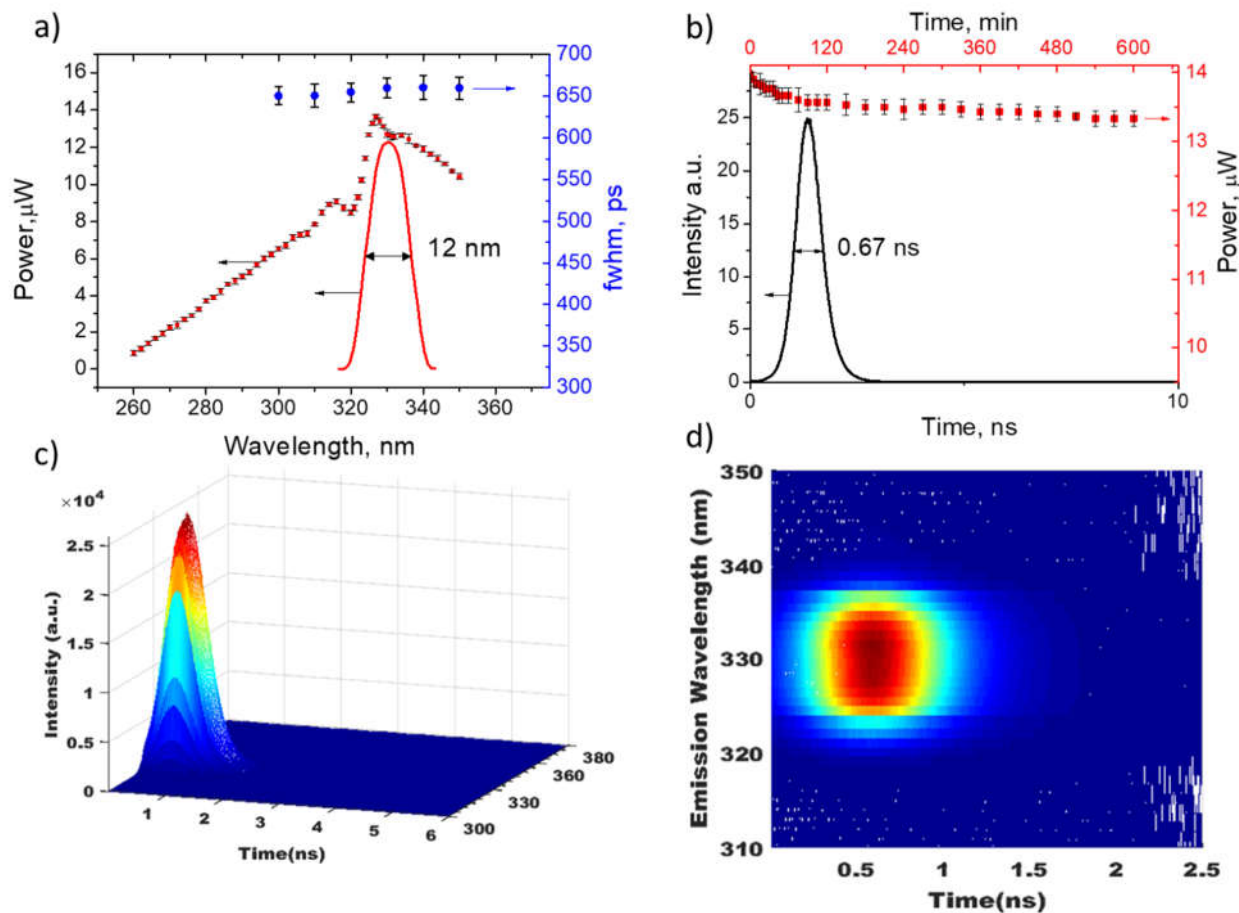 a)
16
14
12
10
8
6
4
2
0
Power,μW
700
650
600
550
500
450
400
350
300
fwhm, ps
12 nm
260 280 300 320 340 360
Wavelength, nm
b)
Time, min
0 120 240 360 480 600
25
20
15
10
5
0
Intensity a.u.
14
13
12
11
10
Power, μW
0.67 ns
0 10
Time, ns
c)
×10⁴
2.5
2
1.5
1
0.5
0
Intensity (a.u.)
1 2 3 4 5 6
Time(ns)
300 330 360 380
d)
350
340
330
320
310
Emission Wavelength (nm)
0.5 1 1.5 2 2.5
Time(ns)